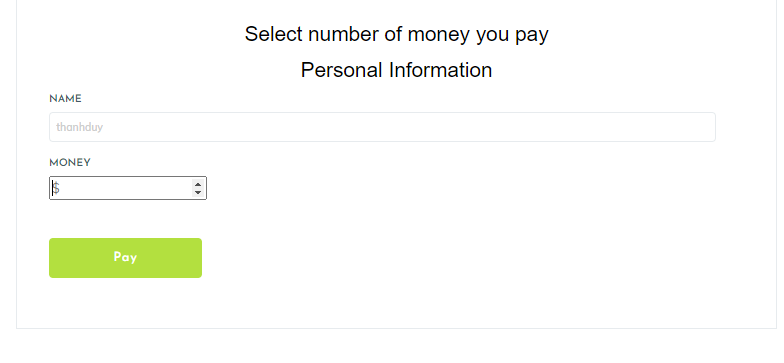 Select number of money you pay
Personal Information
NAME
thanhduy
MONEY
$
Pay